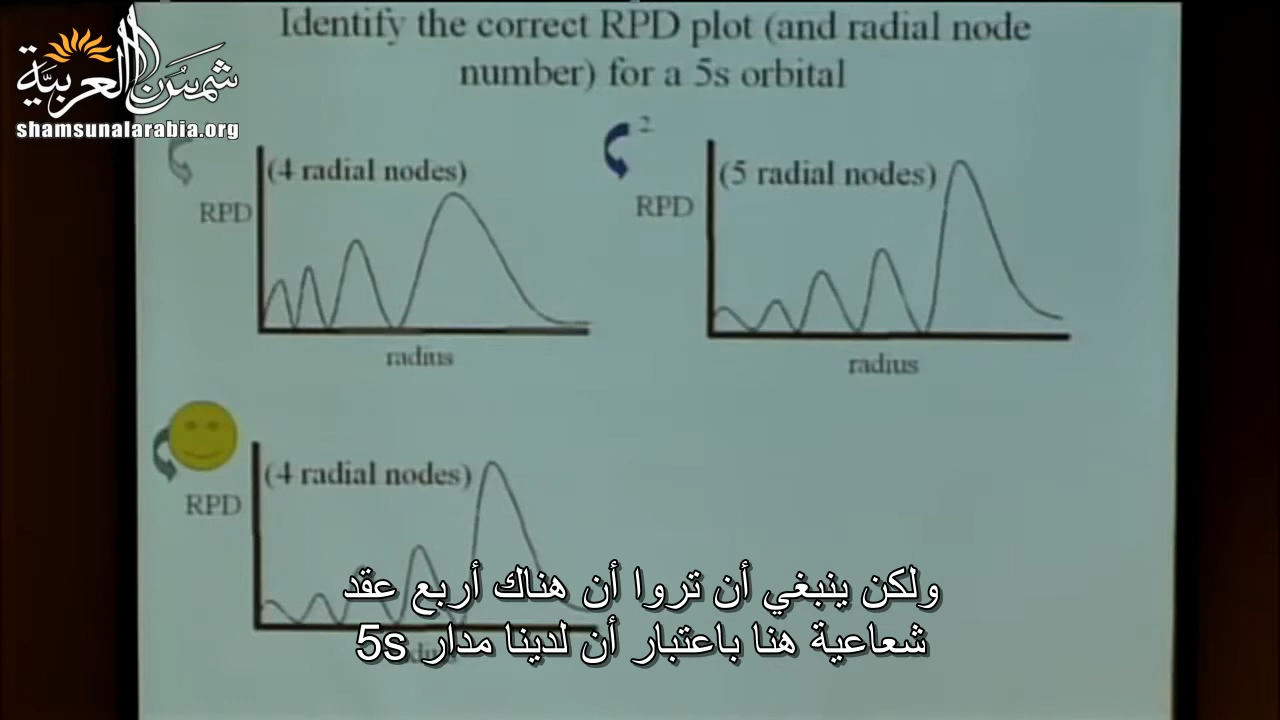 شمس العربية
shamsunalarabia.org
Identify the correct RPD plot (and radial node
number) for a 5s orbital
(4 radial nodes)
RPD
radius
2
(5 radial nodes)
RPD
radius
(4 radial nodes)
RPD
ولكن ينبغي أن تروا أن هناك أربع عقد
شعاعية هنا باعتبار أن لدينا مدار 5s